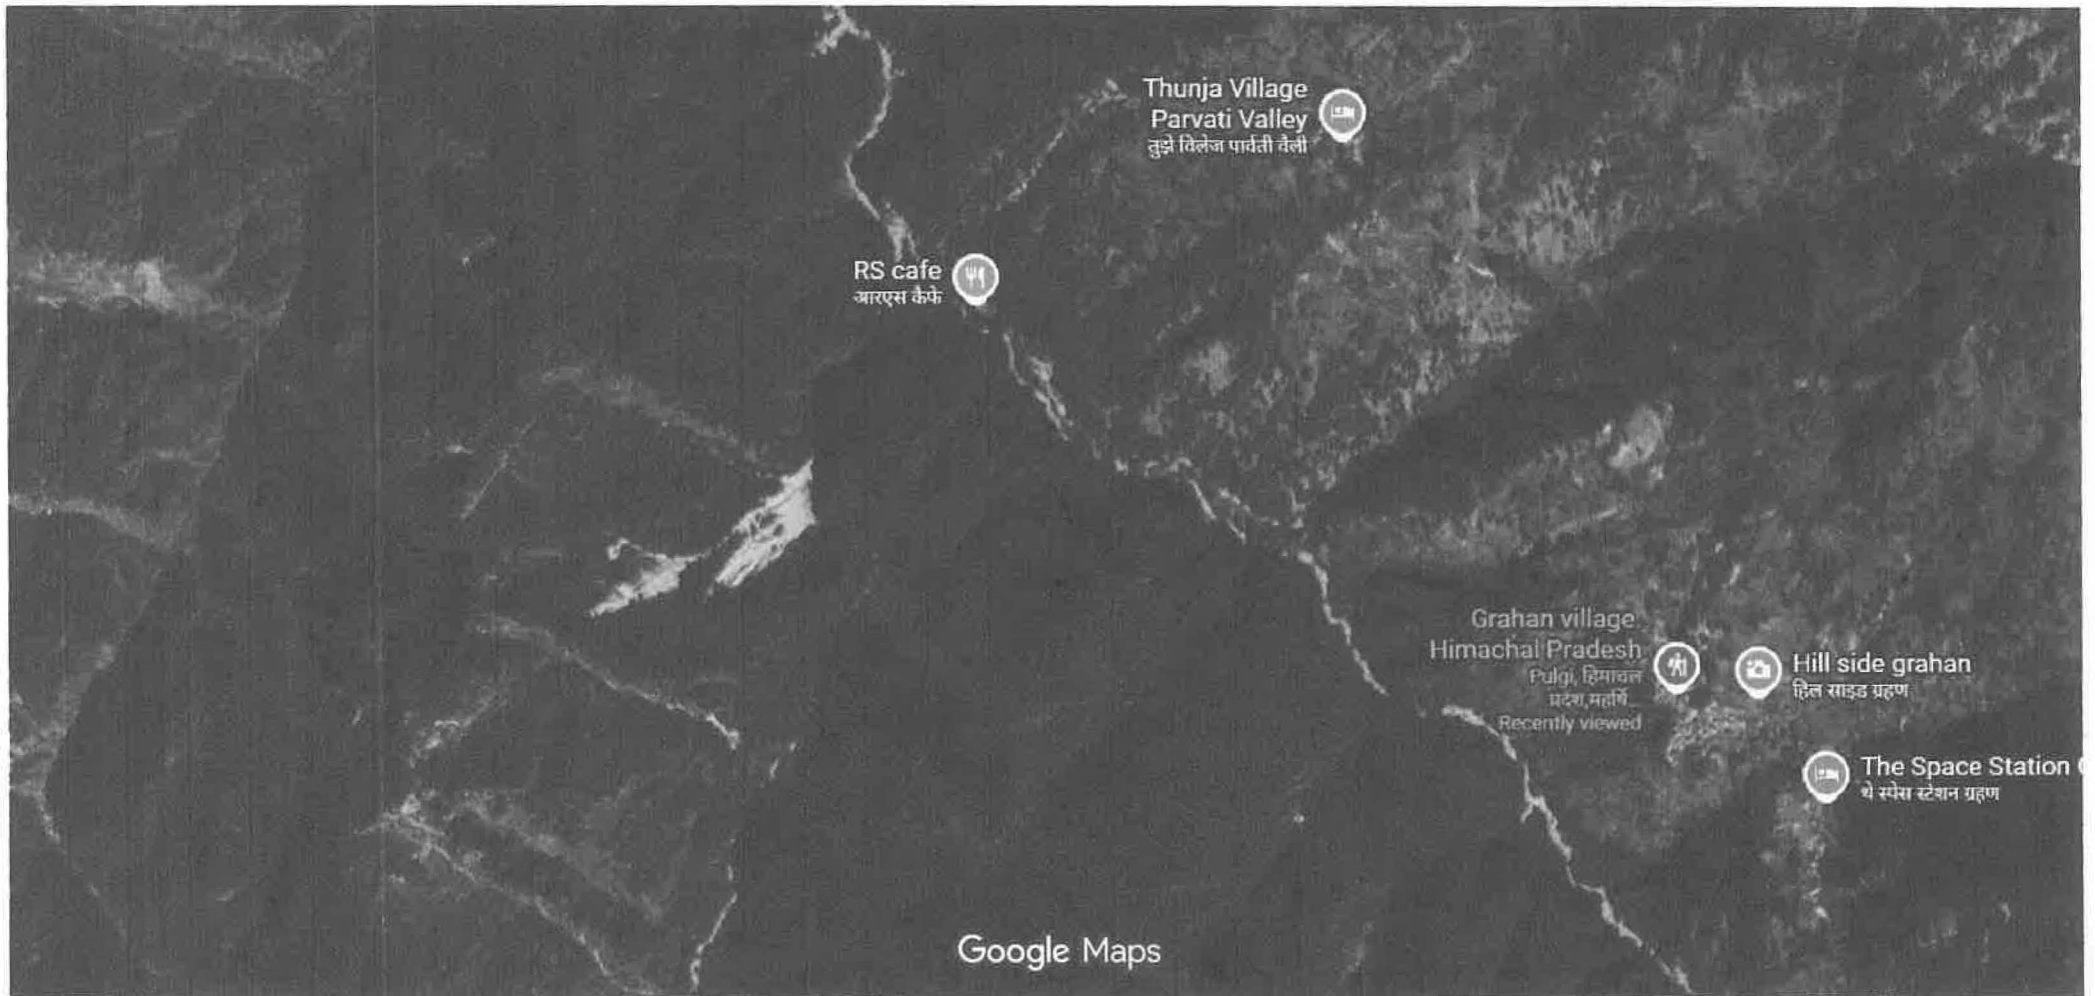 Thunja Village
Parvati Valley
तुझे विलेज पार्वती वैली
RS cafe
आरएस कैफे
Grahan village,
Himachal Pradesh
Pulgi, हिमाचल
प्रदेश,महर्षि...
Recently viewed
Hill side grahan
हिल साइड ग्रहण
The Space Station
थे स्पेस स्टेशन ग्रहण
Google Maps